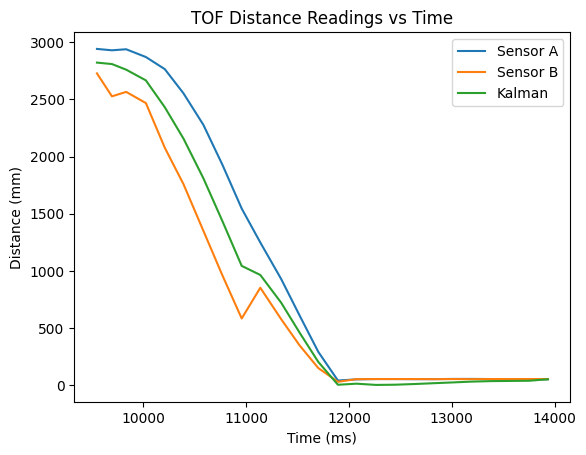 TOF Distance Readings vs Time
Sensor A
Sensor B
Kalman
Distance (mm)
3000
2500
2000
1500
1000
500
0
10000 11000 12000 13000 14000
Time (ms)